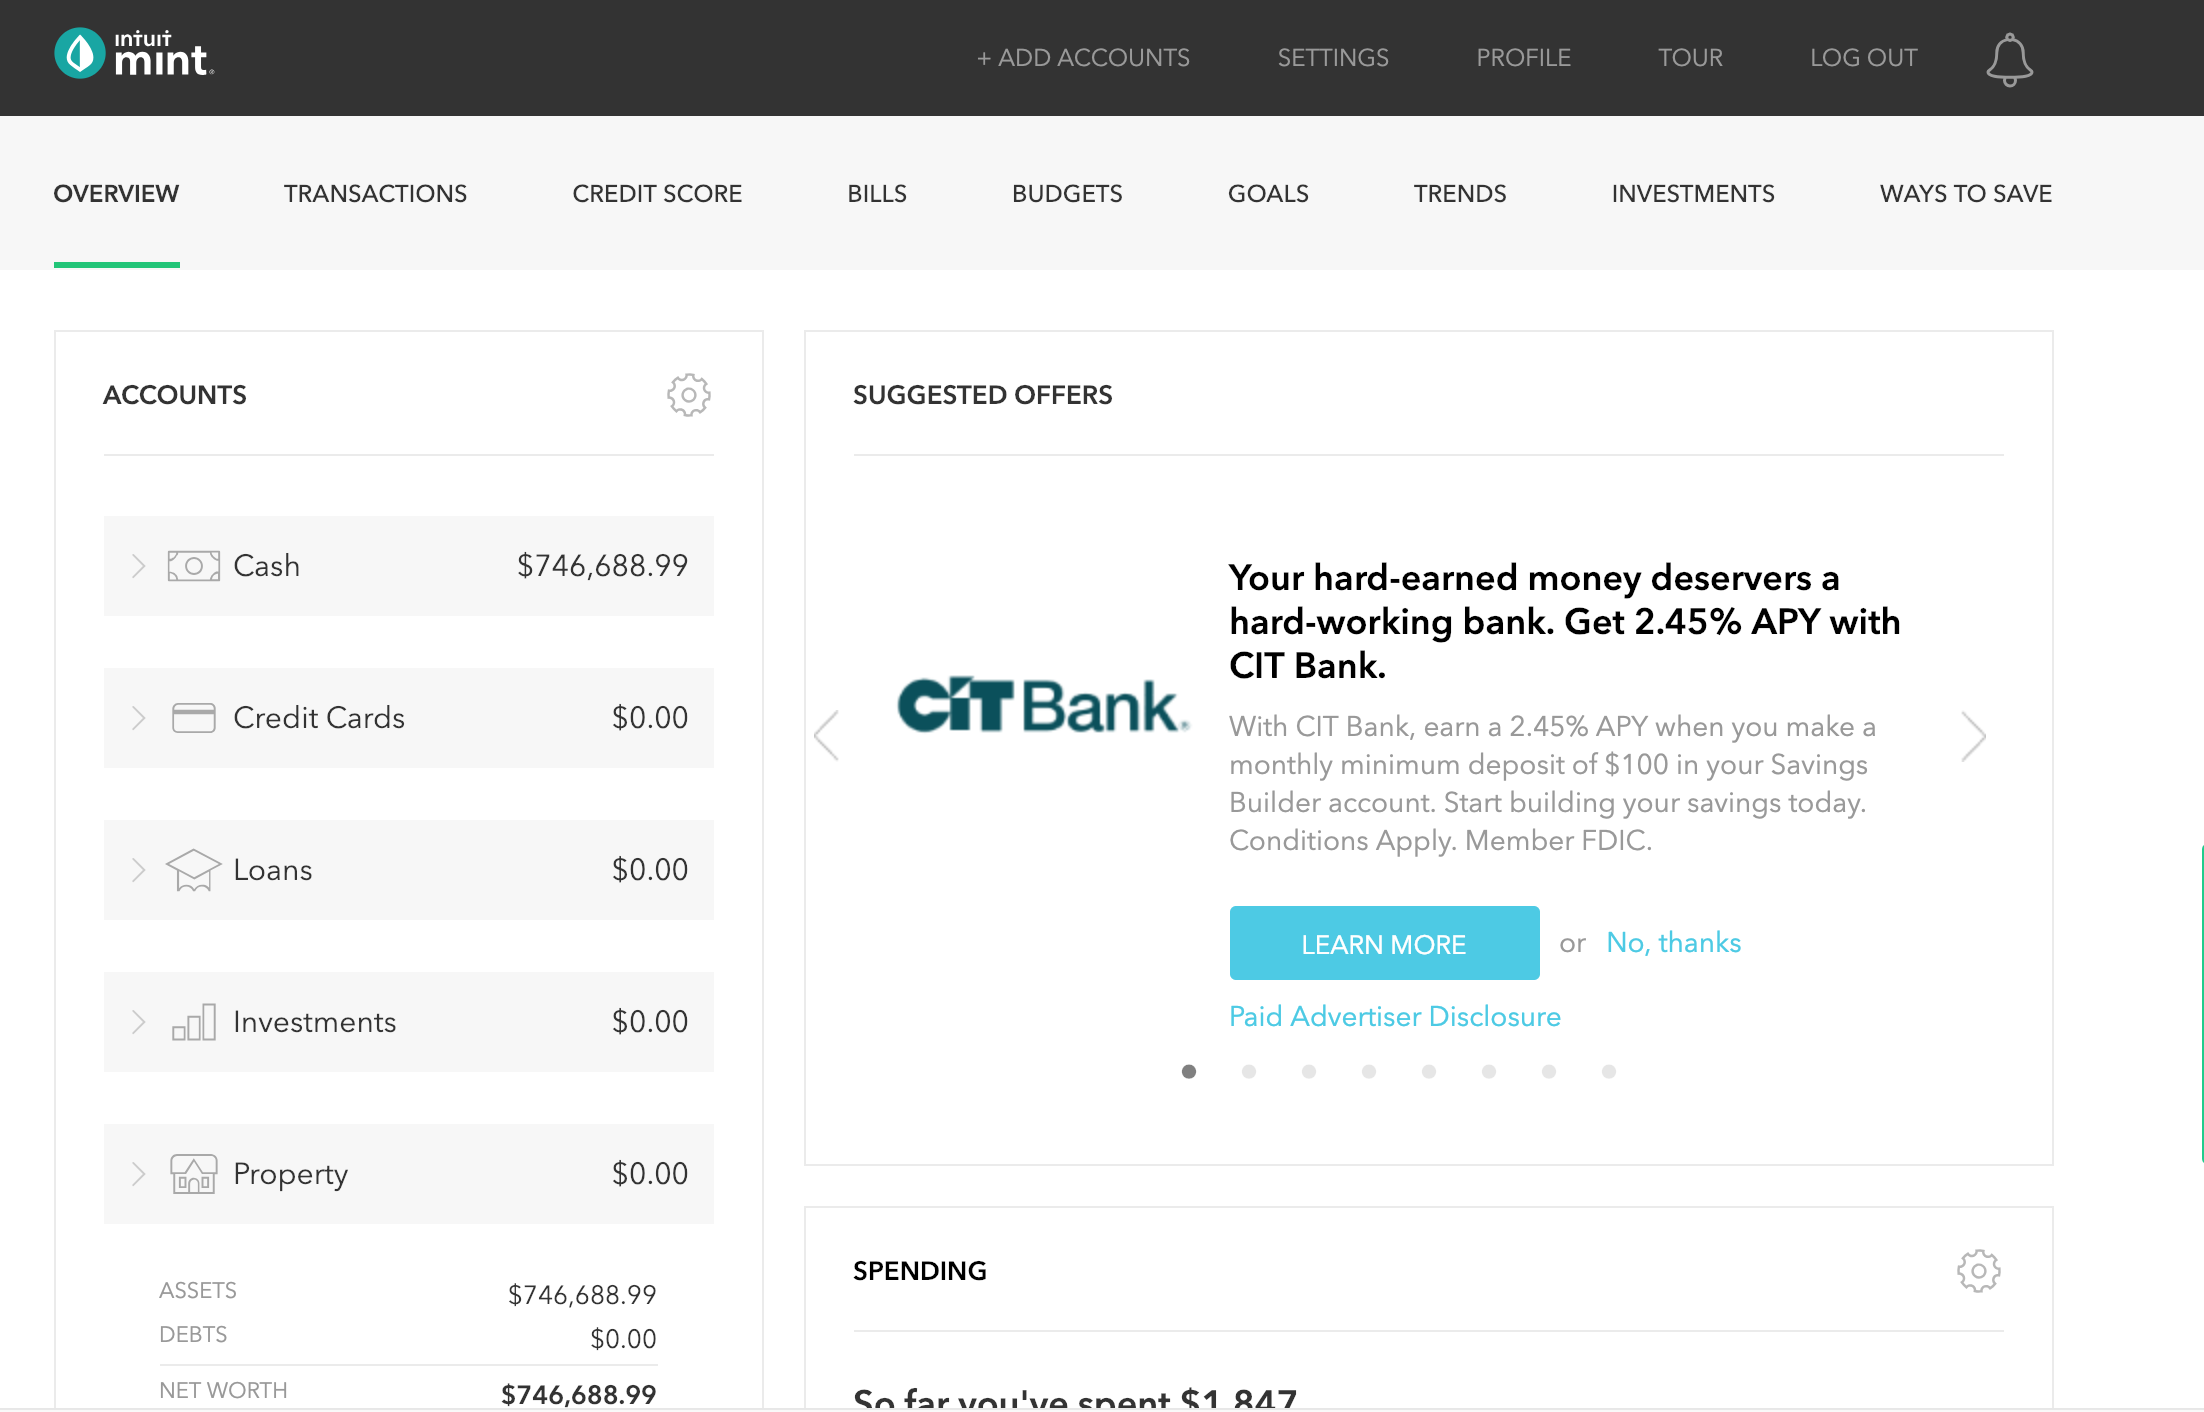 intuit
mint
+ ADD ACCOUNTS SETTINGS PROFILE TOUR LOG OUT
OVERVIEW TRANSACTIONS CREDIT SCORE BILLS BUDGETS GOALS TRENDS INVESTMENTS WAYS TO SAVE
ACCOUNTS
Cash $746,688.99
Credit Cards $0.00
Loans $0.00
Investments $0.00
Property $0.00
ASSETS $746,688.99
DEBTS $0.00
NET WORTH $746,688.99
SUGGESTED OFFERS
CIT Bank
Your hard-earned money deservers a
hard-working bank. Get 2.45% APY with
CIT Bank.
With CIT Bank, earn a 2.45% APY when you make a
monthly minimum deposit of $100 in your Savings
Builder account. Start building your savings today.
Conditions Apply. Member FDIC.
LEARN MORE or No, thanks
Paid Advertiser Disclosure
SPENDING
So far you've spent $1,847